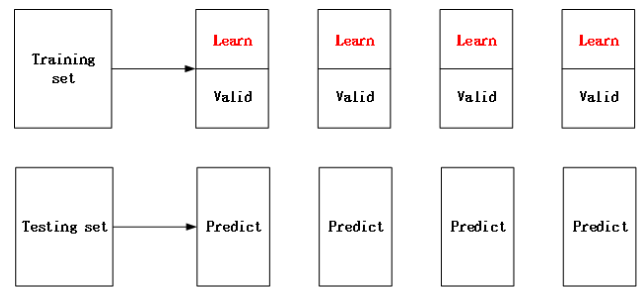 Training
set
Learn
Learn
Learn
Learn
Valid
Valid
Valid
Valid
Testing set
Predict
Predict
Predict
Predict